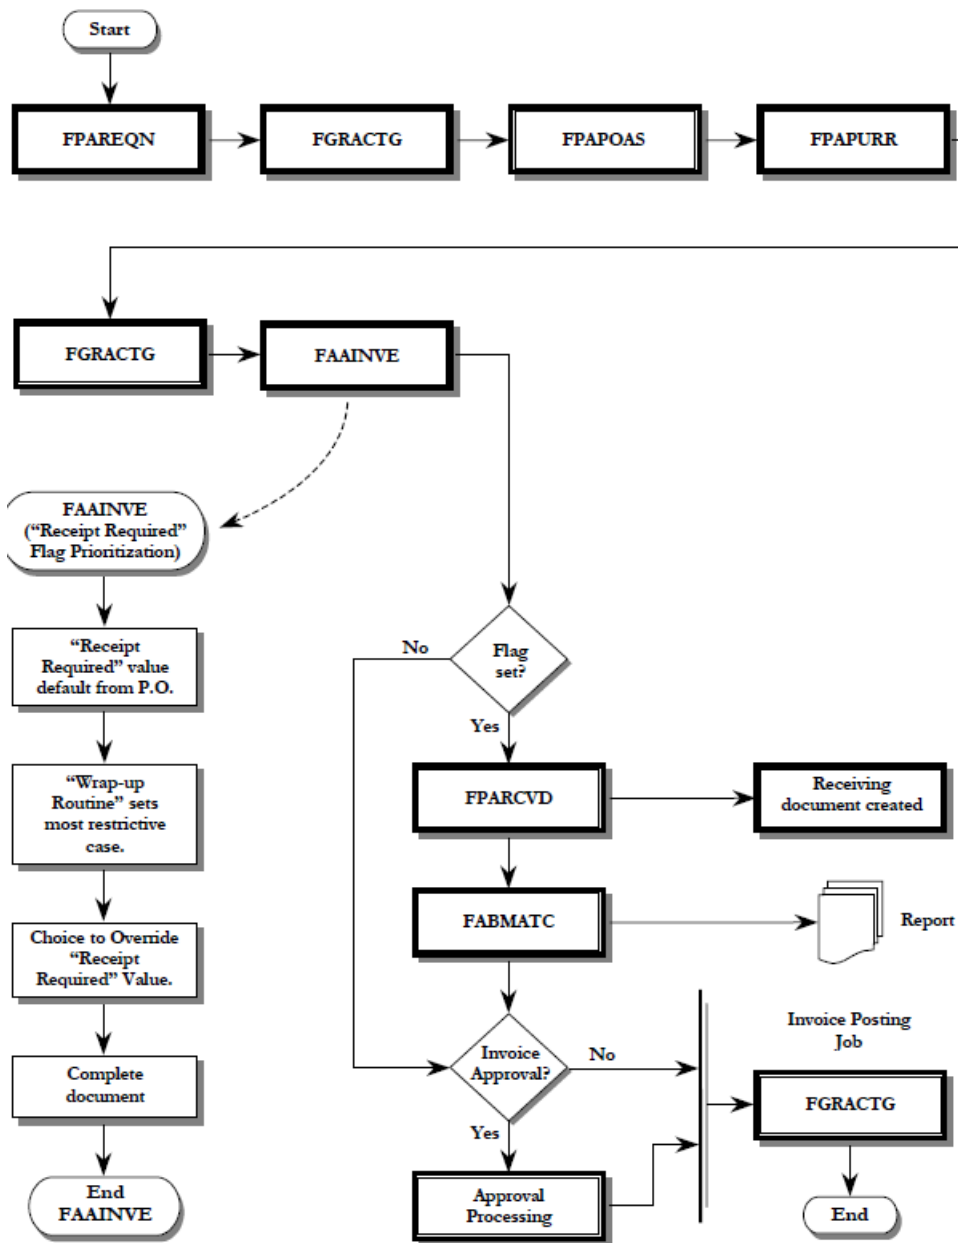 Start
FPAREQN
FGRACTG
FPAPOAS
FPAPURR
FGRACTG
FAAINVE
FAAINVE
(“Receipt Required”
Flag Prioritization)
“Receipt
Required” value
default from P.O.
“Wrap-up
Routine” sets
most restrictive
case.
Choice to Override
“Receipt
Required” Value.
Complete
document
End
FAAINVE
No
Flag
set?
Yes
FPARCVD
Receiving
document created
FABMATC
Report
Invoice
Approval?
No
Yes
Approval
Processing
Invoice Posting
Job
FGRACTG
End